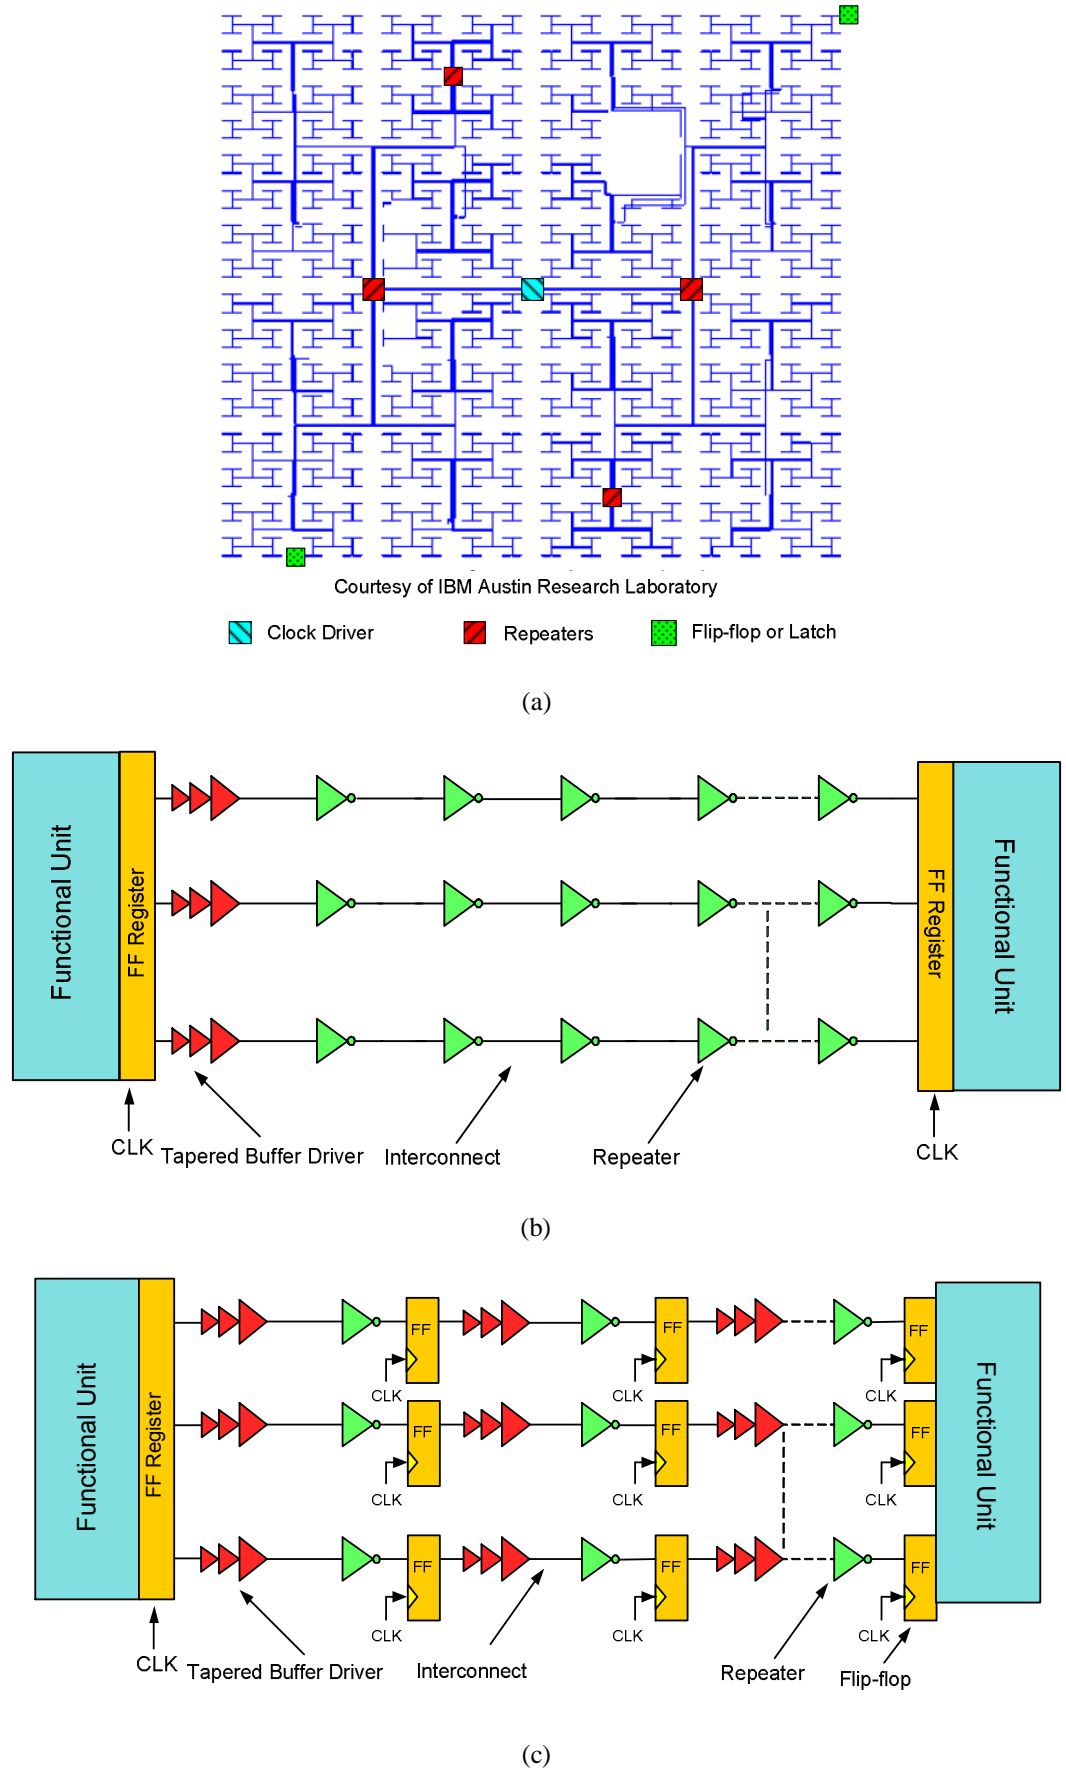 Courtesy of IBM Austin Research Laboratory
Clock Driver Repeaters Flip-flop or Latch
(a)
Functional Unit
FF Register
FF Register
Functional Unit
CLK
Tapered Buffer Driver
Interconnect
Repeater
CLK
(b)
Functional Unit
FF Register
FF
CLK
FF
CLK
FF
CLK
FF
CLK
FF
CLK
FF
CLK
FF
CLK
FF
CLK
FF
CLK
Functional Unit
CLK
Tapered Buffer Driver
Interconnect
Repeater
Flip-flop
(c)